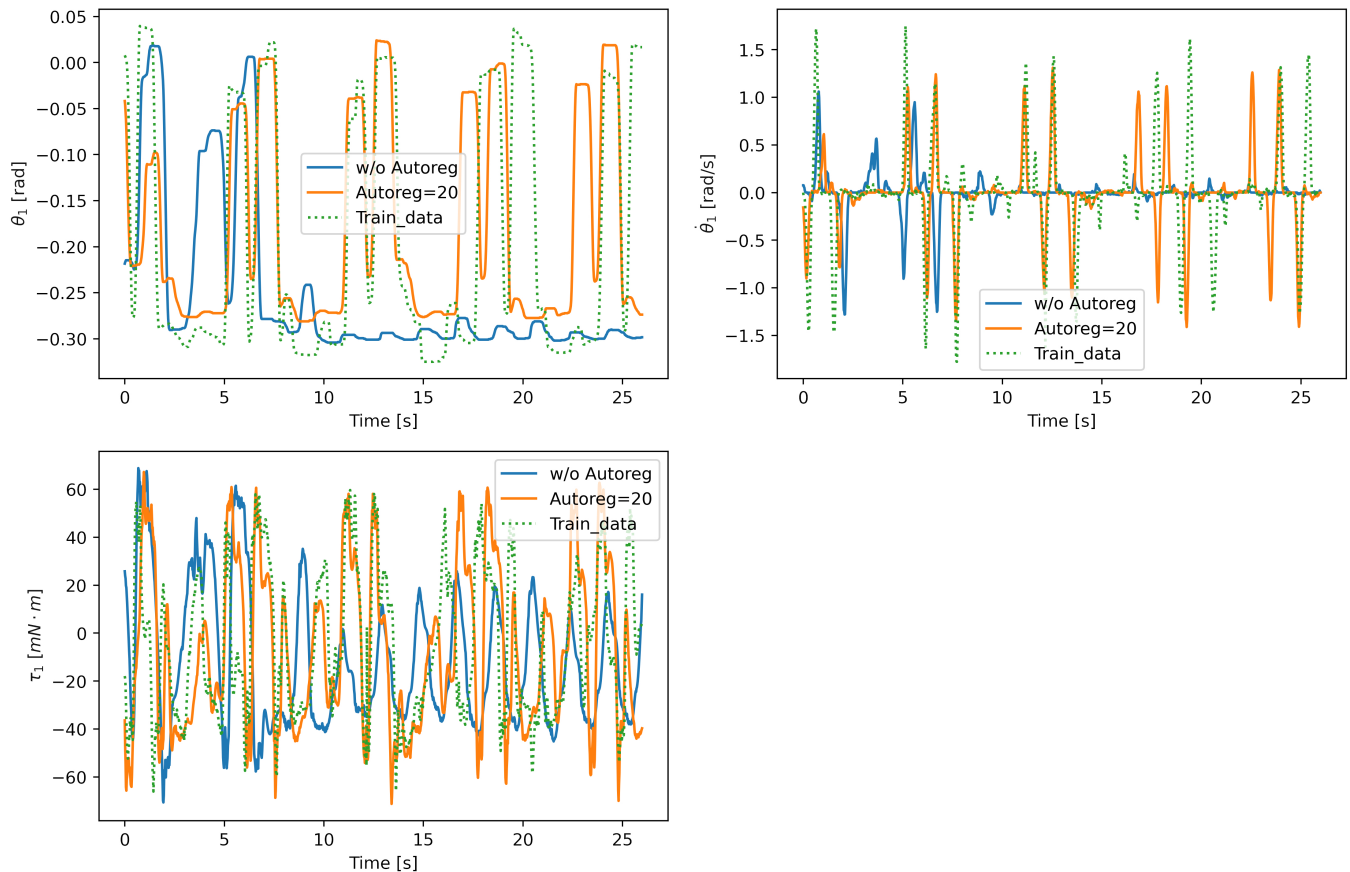 0.05
0.00
−0.05
−0.10
−0.15
−0.20
−0.25
−0.30
θ₁ [rad]
w/o Autoreg
Autoreg=20
Train_data
0 5 10 15 20 25
Time [s]
1.5
1.0
0.5
0.0
−0.5
−1.0
−1.5
θ̇₁ [rad/s]
w/o Autoreg
Autoreg=20
Train_data
0 5 10 15 20 25
Time [s]
60
40
20
0
−20
−40
−60
τ₁ [mN · m]
w/o Autoreg
Autoreg=20
Train_data
0 5 10 15 20 25
Time [s]